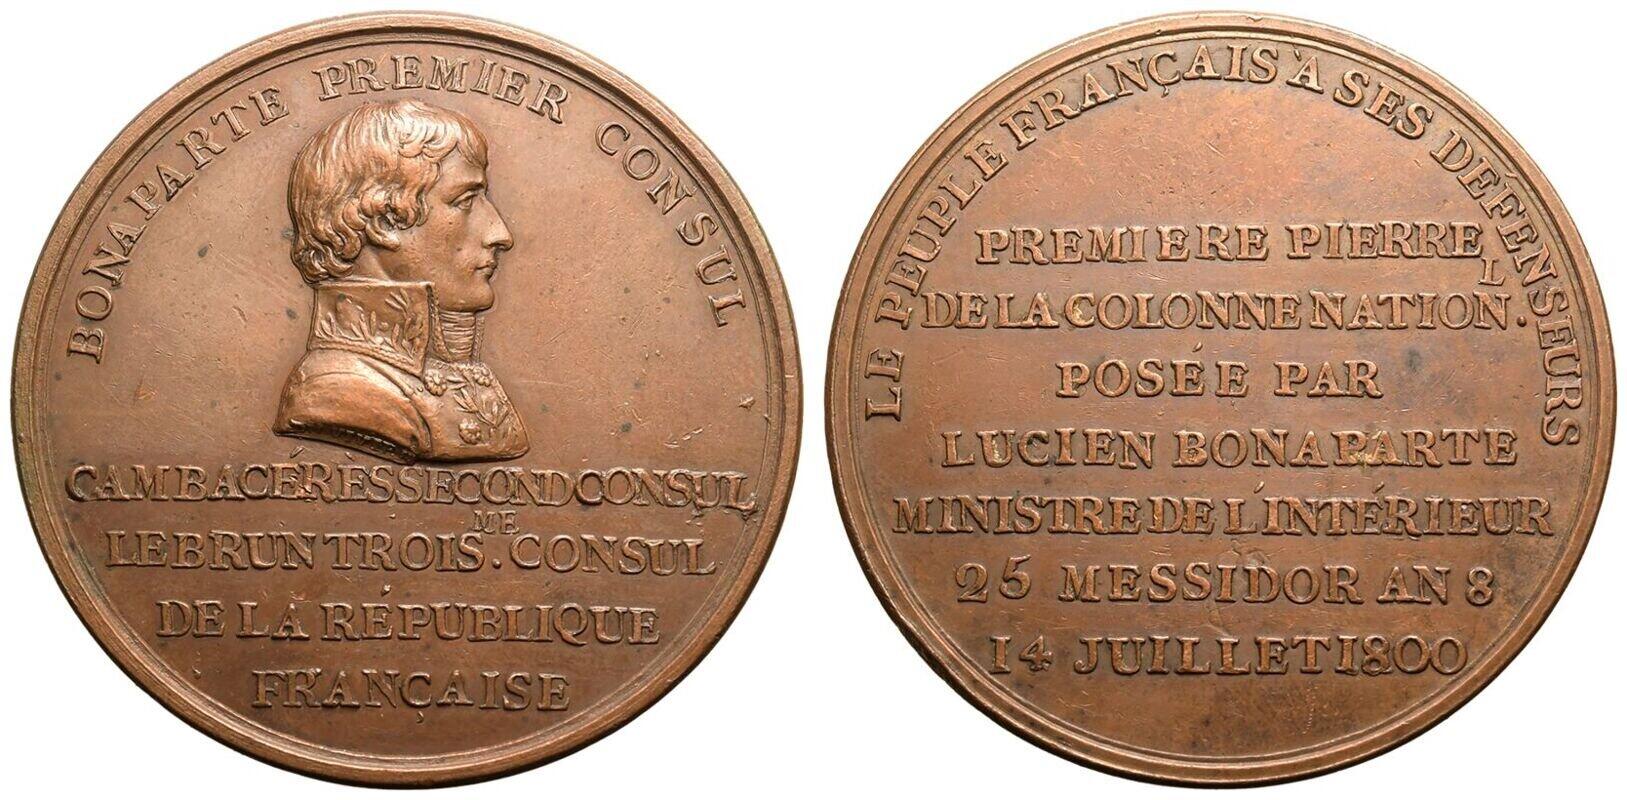 BONAPARTE PREMIER CONSUL
CAMBACÉRÈS SECOND CONSUL
LEBRUN TROIS.ME CONSUL
DE LA RÉPUBLIQUE
FRANÇAISE
LE PEUPLE FRANÇAIS À SES DÉFENSEURS
PREMIERE PIERRE
DE LA COLONNE NATION.L
POSÉE PAR
LUCIEN BONAPARTE
MINISTRE DE L'INTÉRIEUR
25 MESSIDOR AN 8
14 JUILLET 1800